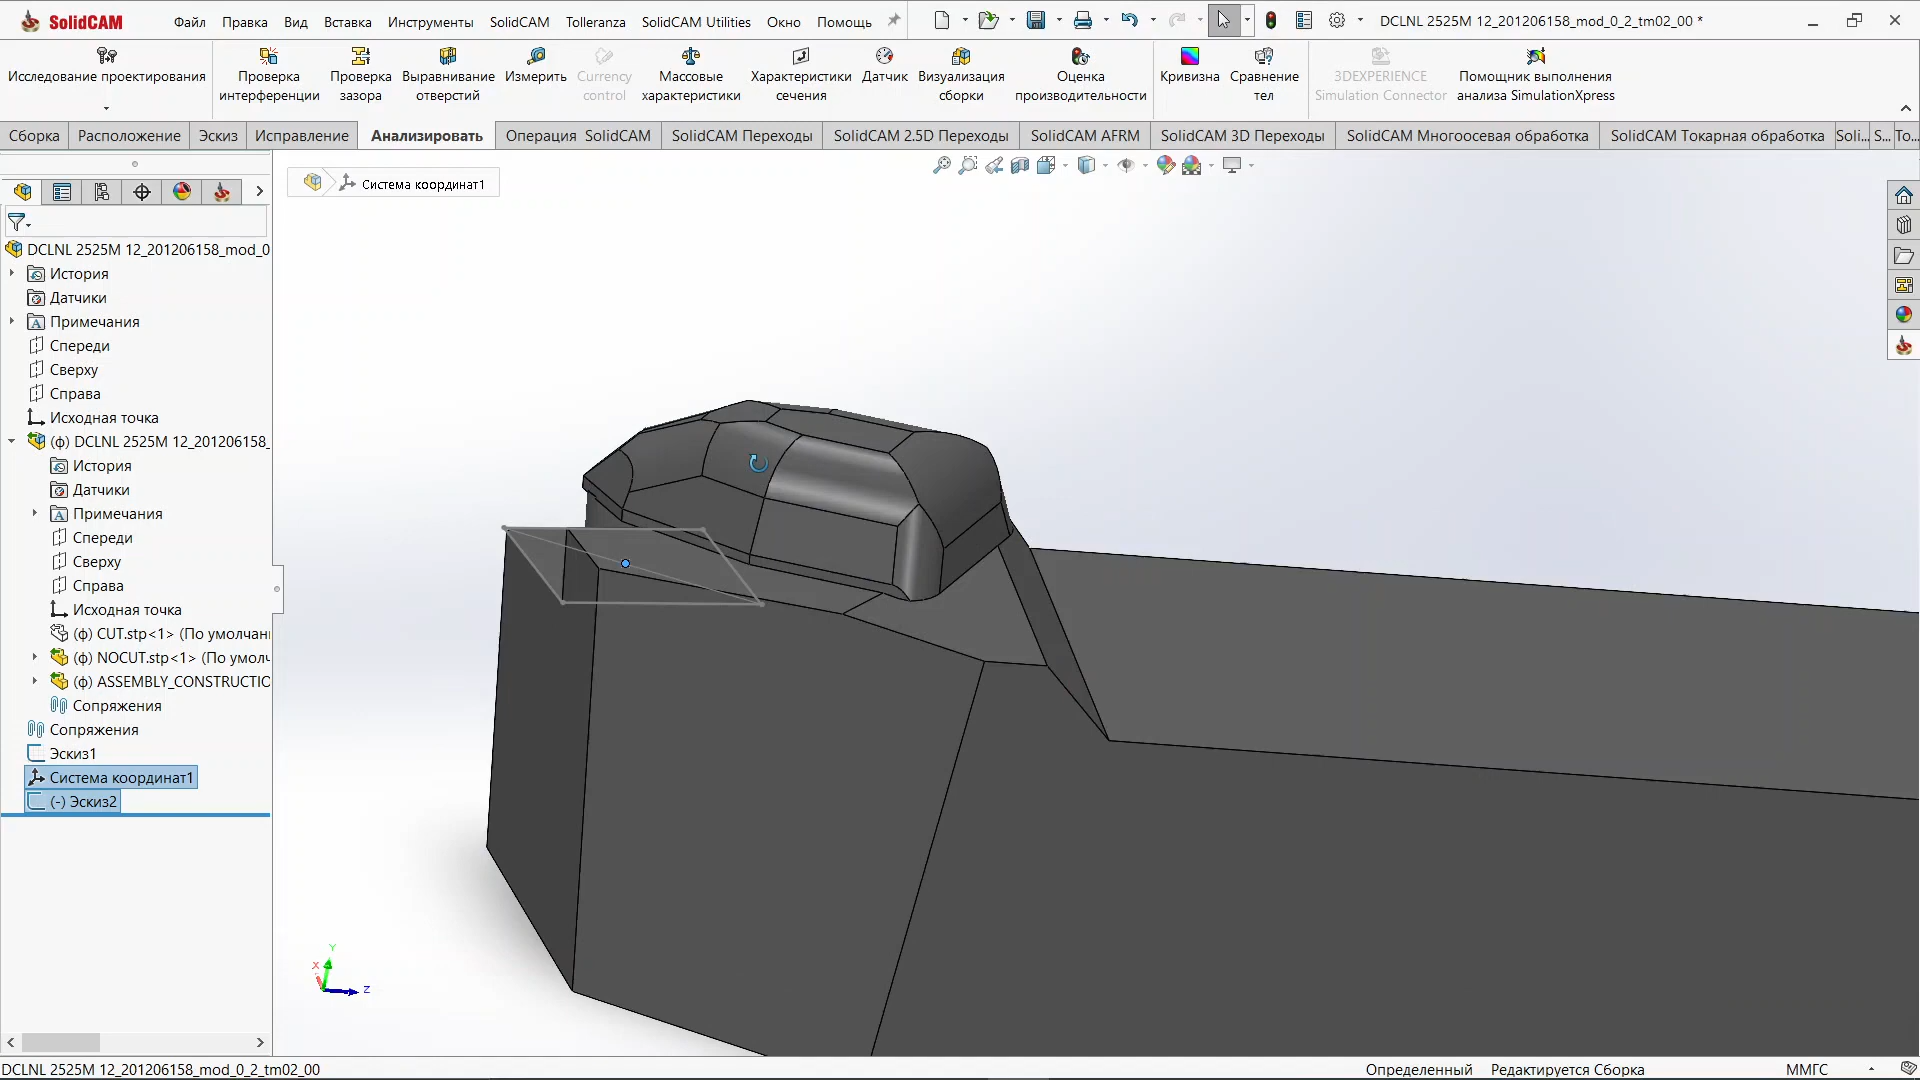 SolidCAM Файл Правка Вид Вставка Инструменты SolidCAM Tolleranza SolidCAM Utilities Окно Помощь DCLNL 2525M 12_201206158_mod_0_2_tm02_00 *
Исследование проектирования
Проверка интерференции
Проверка зазора
Выравнивание отверстий
Измерить
Currency control
Массовые характеристики
Характеристики сечения
Датчик
Визуализация сборки
Оценка производительности
Кривизна
Сравнение тел
3DEXPERIENCE Simulation Connector
Помощник выполнения анализа SimulationXpress
Сборка Расположение Эскиз Исправление Анализировать Операция SolidCAM SolidCAM Переходы SolidCAM 2.5D Переходы SolidCAM AFRM SolidCAM 3D Переходы SolidCAM Многоосевая обработка SolidCAM Токарная обработка Soli... S... To...
Система координат1
DCLNL 2525M 12_201206158_mod_0
История
Датчики
Примечания
Спереди
Сверху
Справа
Исходная точка
(ф) DCLNL 2525M 12_201206158_
История
Датчики
Примечания
Спереди
Сверху
Справа
Исходная точка
(ф) CUT.stp<1> (По умолчан
(ф) NOCUT.stp<1> (По умол
(ф) ASSEMBLY_CONSTRUCTIO
Сопряжения
Сопряжения
Эскиз1
Система координат1
(-) Эскиз2
Y
X
Z
DCLNL 2525M 12_201206158_mod_0_2_tm02_00 Определенный Редактируется Сборка ММГС